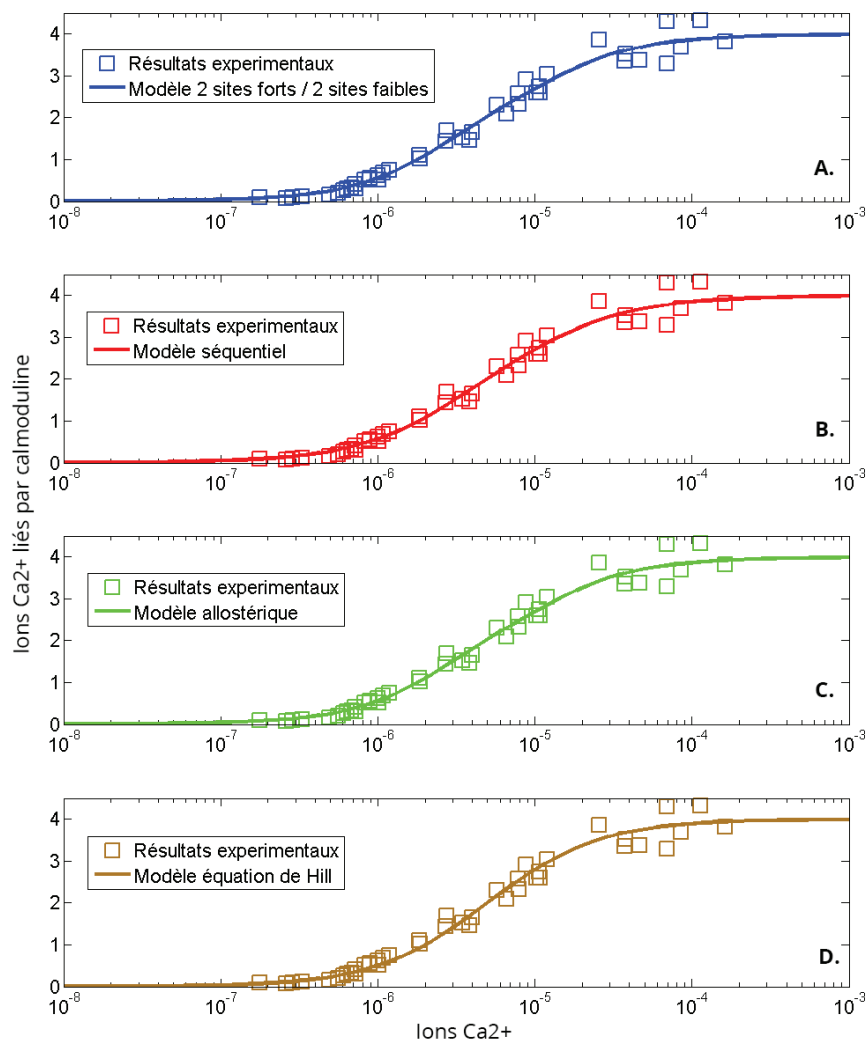 Ions Ca2+ liés par calmoduline
4
3
2
1
0
Résultats experimentaux
Modèle 2 sites forts / 2 sites faibles
A.
10-8 10-7 10-6 10-5 10-4 10-3
4
3
2
1
0
Résultats experimentaux
Modèle séquentiel
B.
10-8 10-7 10-6 10-5 10-4 10-3
4
3
2
1
0
Résultats experimentaux
Modèle allostérique
C.
10-8 10-7 10-6 10-5 10-4 10-3
4
3
2
1
0
Résultats experimentaux
Modèle équation de Hill
D.
10-8 10-7 10-6 10-5 10-4 10-3
Ions Ca2+